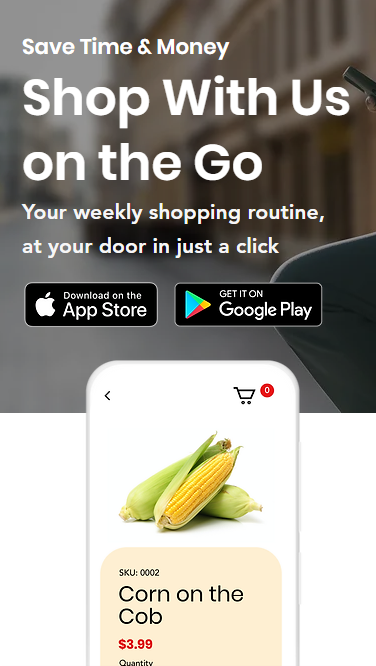 Save Time & Money
Shop With Us
on the Go
Your weekly shopping routine,
at your door in just a click
Download on the
App Store
GET IT ON
Google Play
0
SKU: 0002
Corn on the
Cob
$3.99
Quantity